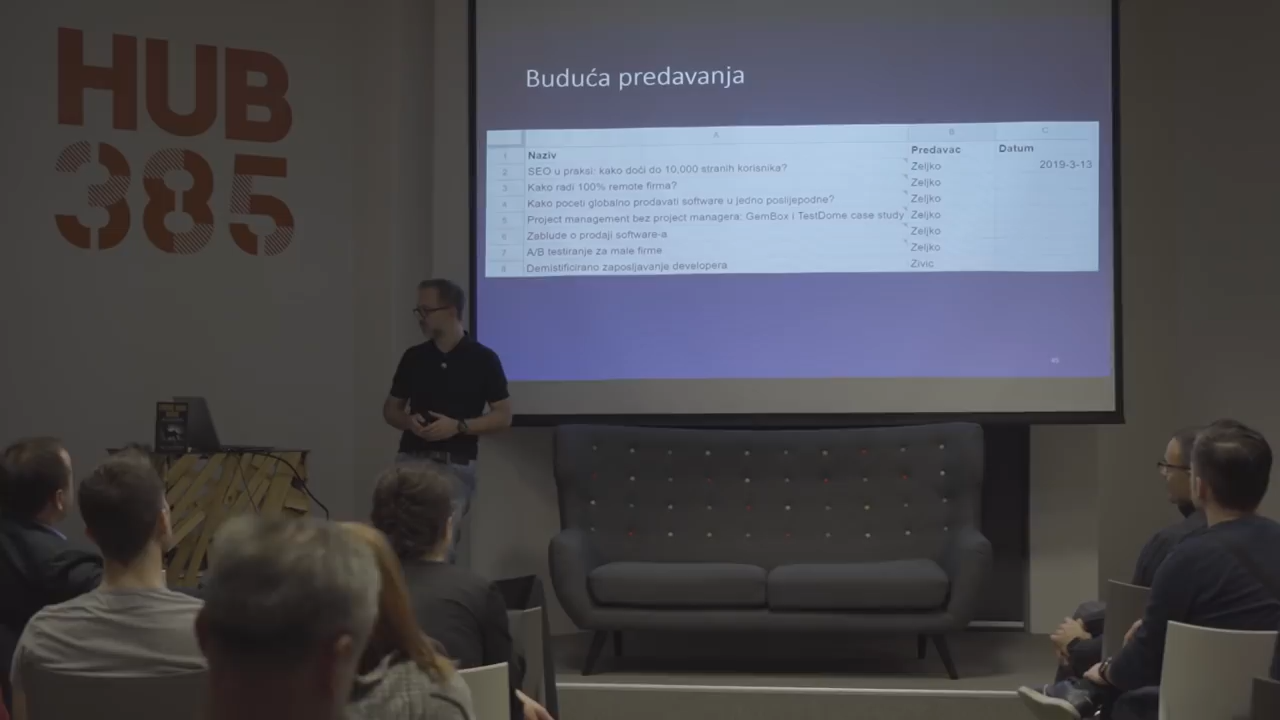 HUB
385
Buduća predavanja
A B C
1 Naziv Predavac Datum
2 SEO u praksi: kako doći do 10,000 stranih korisnika? Zeljko 2019-3-13
3 Kako radi 100% remote firma? Zeljko
4 Kako poceti globalno prodavati software u jedno poslijepodne? Zeljko
5 Project management bez project managera: GemBox i TestDome case study Zeljko
6 Zablude o prodaji software-a Zeljko
7 A/B testiranje za male firme Zeljko
8 Demistificirano zaposljavanje developera Zivic